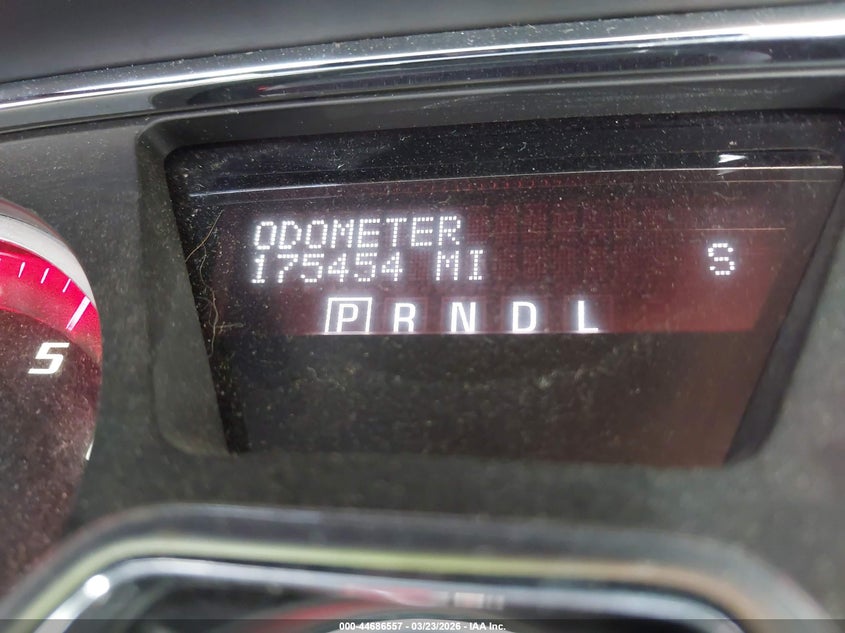 ODOMETER
175454 MI
S
P R N D L
5
000-44686557 - 03/23/2026 - IAA Inc.